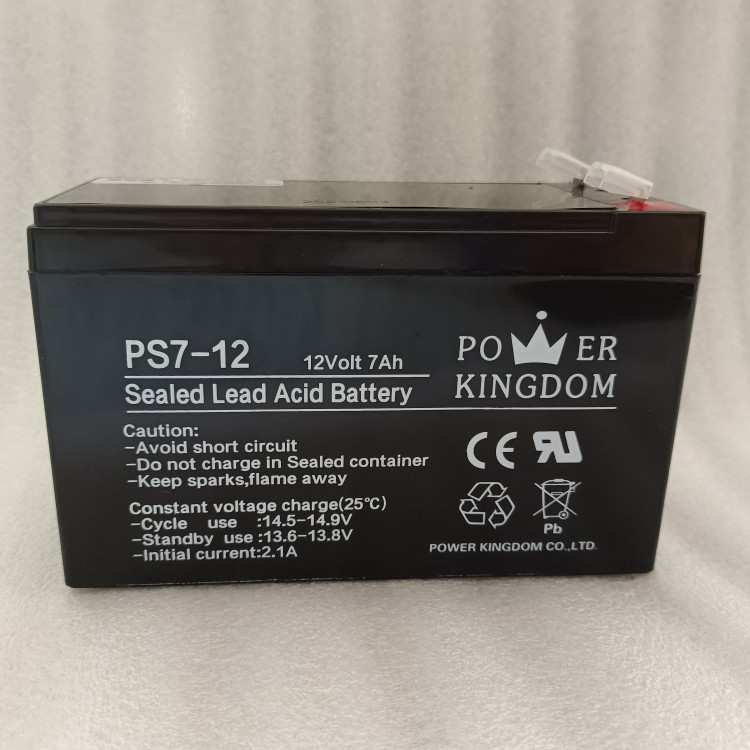 PS7-12 12Volt 7Ah
Sealed Lead Acid Battery
POWER
KINGDOM
Caution:
-Avoid short circuit
-Do not charge in Sealed container
-Keep sparks,flame away
Constant voltage charge(25℃)
-Cycle use :14.5-14.9V
-Standby use :13.6-13.8V
-Initial current:2.1A
CE RU
Pb
POWER KINGDOM CO.,LTD.